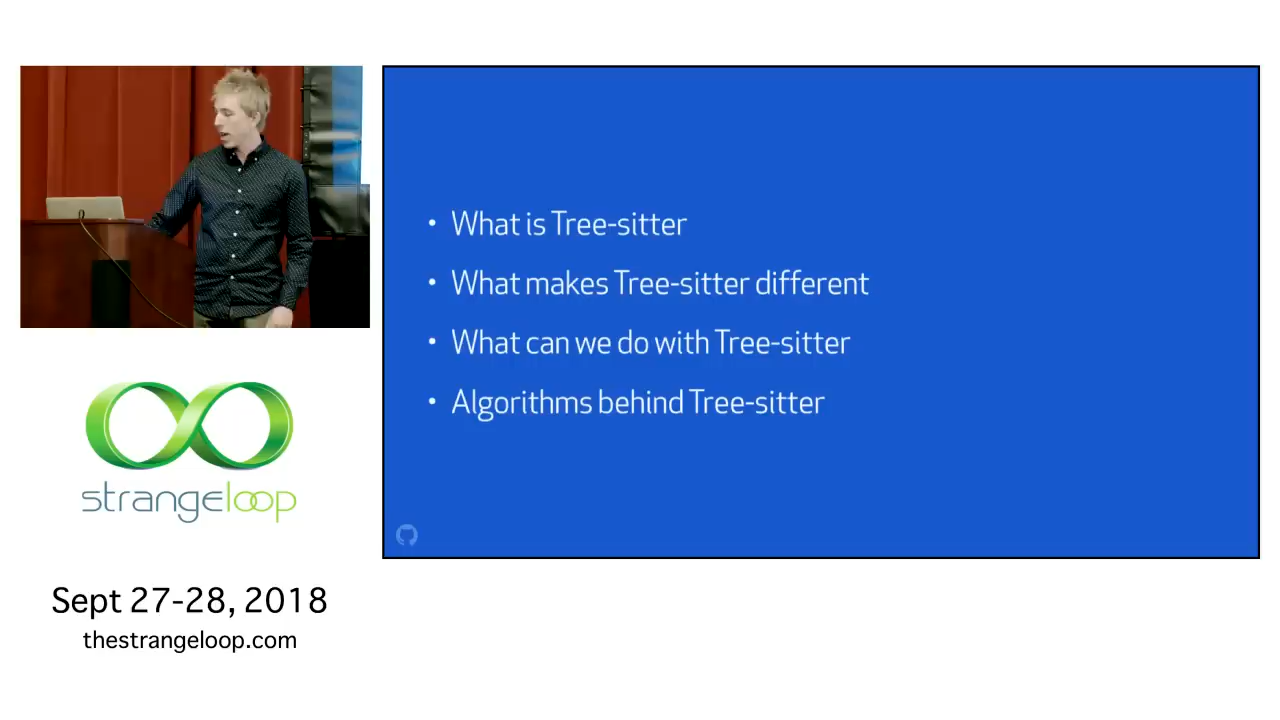 • What is Tree-sitter
• What makes Tree-sitter different
• What can we do with Tree-sitter
• Algorithms behind Tree-sitter
strangeloop
Sept 27-28, 2018
thestrangeloop.com